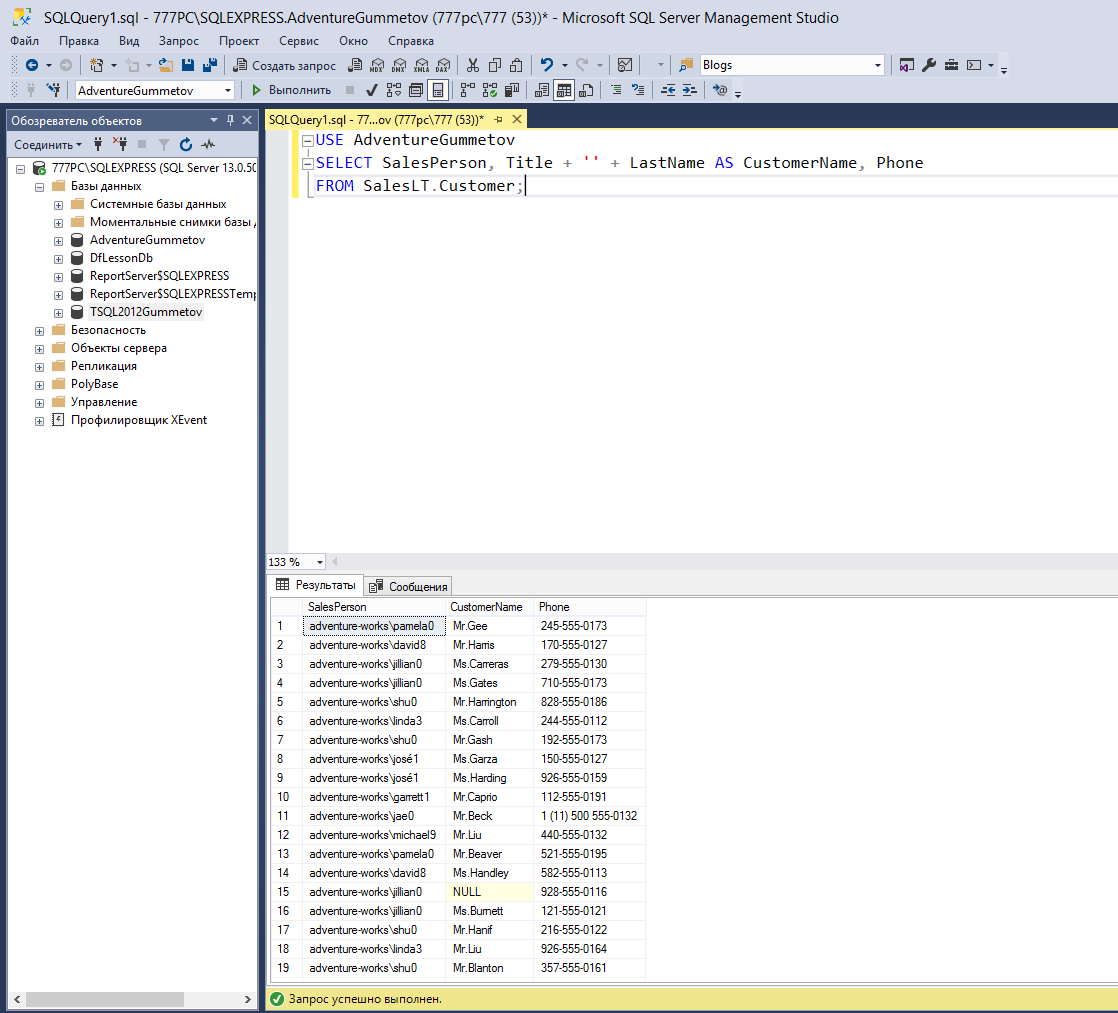 SQLQuery1.sql - 777PC\SQLEXPRESS.AdventureGummetov (777pc\777 (53))* - Microsoft SQL Server Management Studio
Файл Правка Вид Запрос Проект Сервис Окно Справка
Создать запрос MDX DMX XMLA DAX Blogs
AdventureGummetov Выполнить
Обозреватель объектов
Соединить
777PC\SQLEXPRESS (SQL Server 13.0.50
Базы данных
Системные базы данных
Моментальные снимки базы д
AdventureGummetov
DfLessonDb
ReportServer$SQLEXPRESS
ReportServer$SQLEXPRESSTemp
TSQL2012Gummetov
Безопасность
Объекты сервера
Репликация
PolyBase
Управление
Профилировщик XEvent
SQLQuery1.sql - 77...ov (777pc\777 (53))*
USE AdventureGummetov
SELECT SalesPerson, Title + '' + LastName AS CustomerName, Phone
FROM SalesLT.Customer;
133 %
Результаты Сообщения
SalesPerson CustomerName Phone
1 adventure-works\pamela0 Mr.Gee 245-555-0173
2 adventure-works\david8 Mr.Harris 170-555-0127
3 adventure-works\jillian0 Ms.Carreras 279-555-0130
4 adventure-works\jillian0 Ms.Gates 710-555-0173
5 adventure-works\shu0 Mr.Harrington 828-555-0186
6 adventure-works\linda3 Ms.Carroll 244-555-0112
7 adventure-works\shu0 Mr.Gash 192-555-0173
8 adventure-works\josé1 Ms.Garza 150-555-0127
9 adventure-works\josé1 Ms.Harding 926-555-0159
10 adventure-works\garrett1 Mr.Caprio 112-555-0191
11 adventure-works\jae0 Mr.Beck 1 (11) 500 555-0132
12 adventure-works\michael9 Mr.Liu 440-555-0132
13 adventure-works\pamela0 Mr.Beaver 521-555-0195
14 adventure-works\david8 Ms.Handley 582-555-0113
15 adventure-works\jillian0 NULL 928-555-0116
16 adventure-works\jillian0 Ms.Burnett 121-555-0121
17 adventure-works\shu0 Mr.Hanif 216-555-0122
18 adventure-works\linda3 Mr.Liu 926-555-0164
19 adventure-works\shu0 Mr.Blanton 357-555-0161
Запрос успешно выполнен.